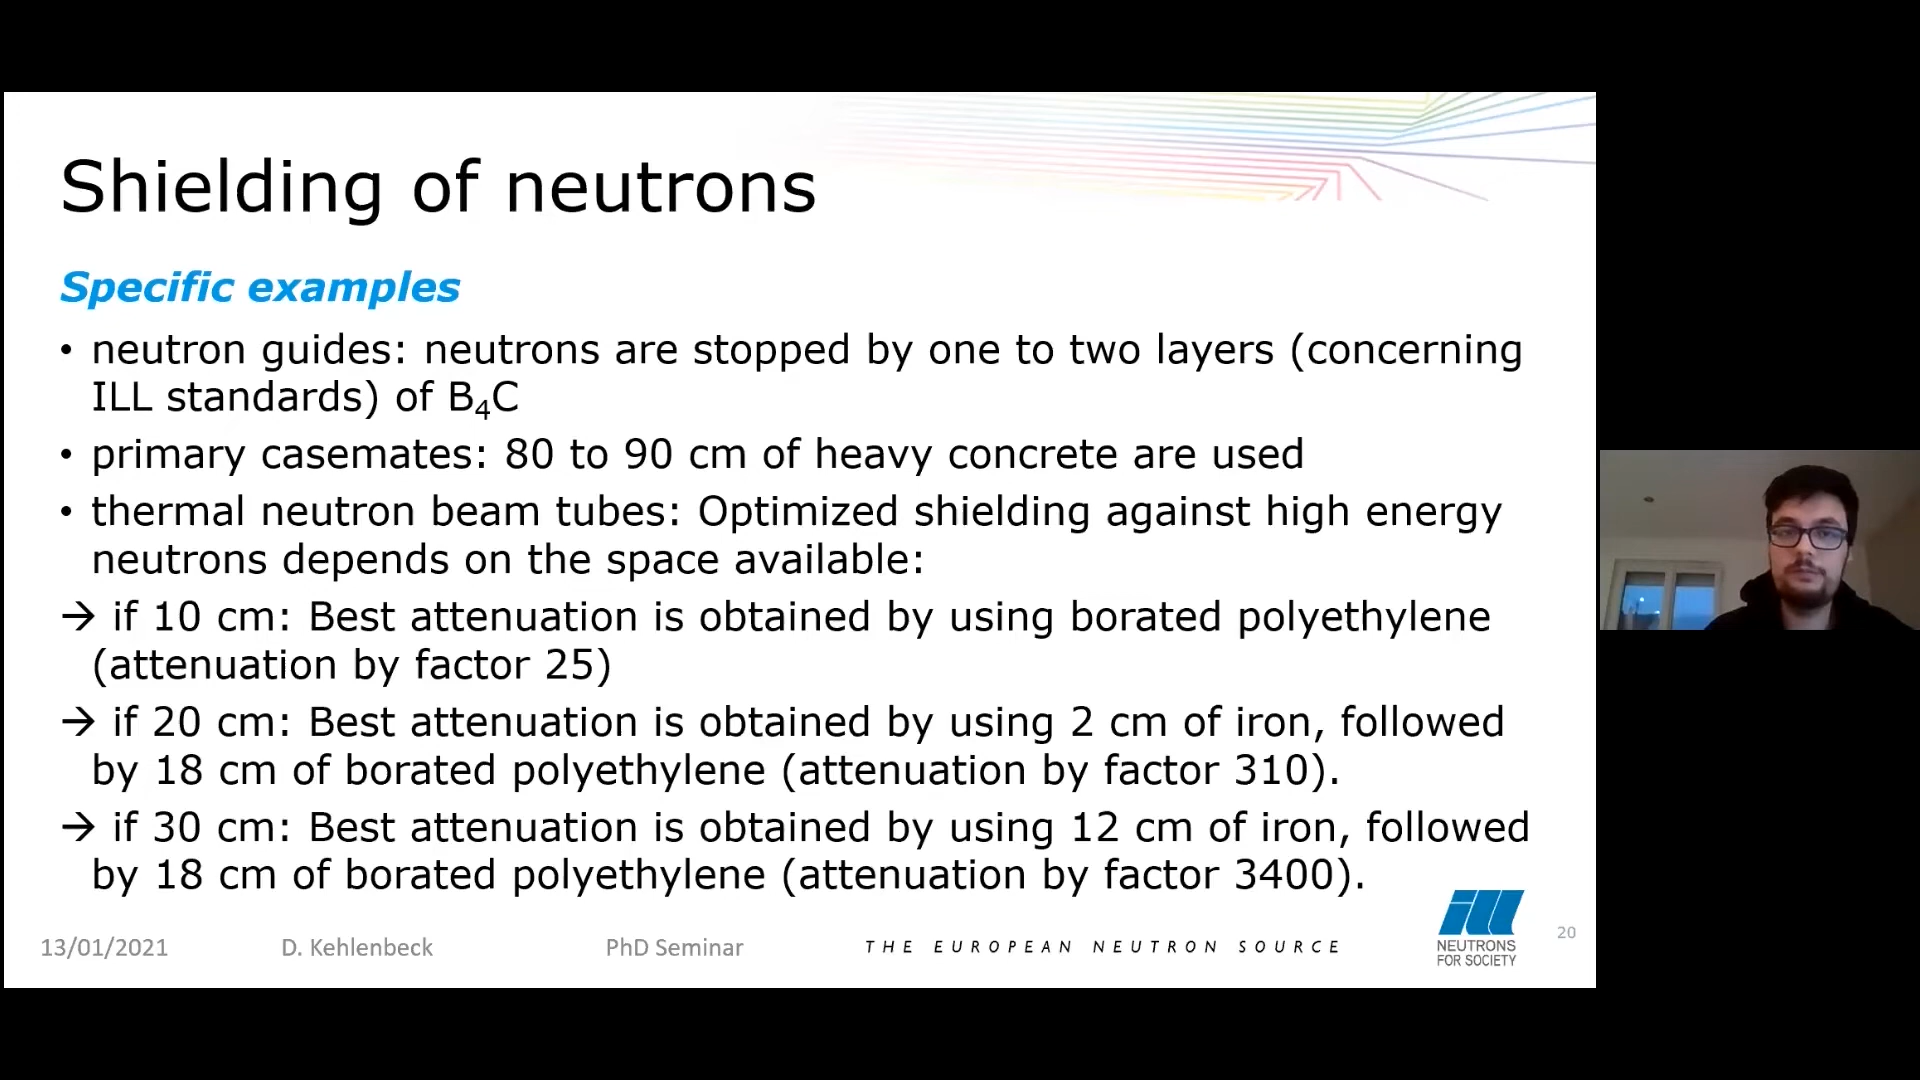 Shielding of neutrons
Specific examples
• neutron guides: neutrons are stopped by one to two layers (concerning
ILL standards) of B₄C
• primary casemates: 80 to 90 cm of heavy concrete are used
• thermal neutron beam tubes: Optimized shielding against high energy
neutrons depends on the space available:
→ if 10 cm: Best attenuation is obtained by using borated polyethylene
(attenuation by factor 25)
→ if 20 cm: Best attenuation is obtained by using 2 cm of iron, followed
by 18 cm of borated polyethylene (attenuation by factor 310).
→ if 30 cm: Best attenuation is obtained by using 12 cm of iron, followed
by 18 cm of borated polyethylene (attenuation by factor 3400).
13/01/2021 D. Kehlenbeck PhD Seminar THE EUROPEAN NEUTRON SOURCE
ill
NEUTRONS
FOR SOCIETY
20